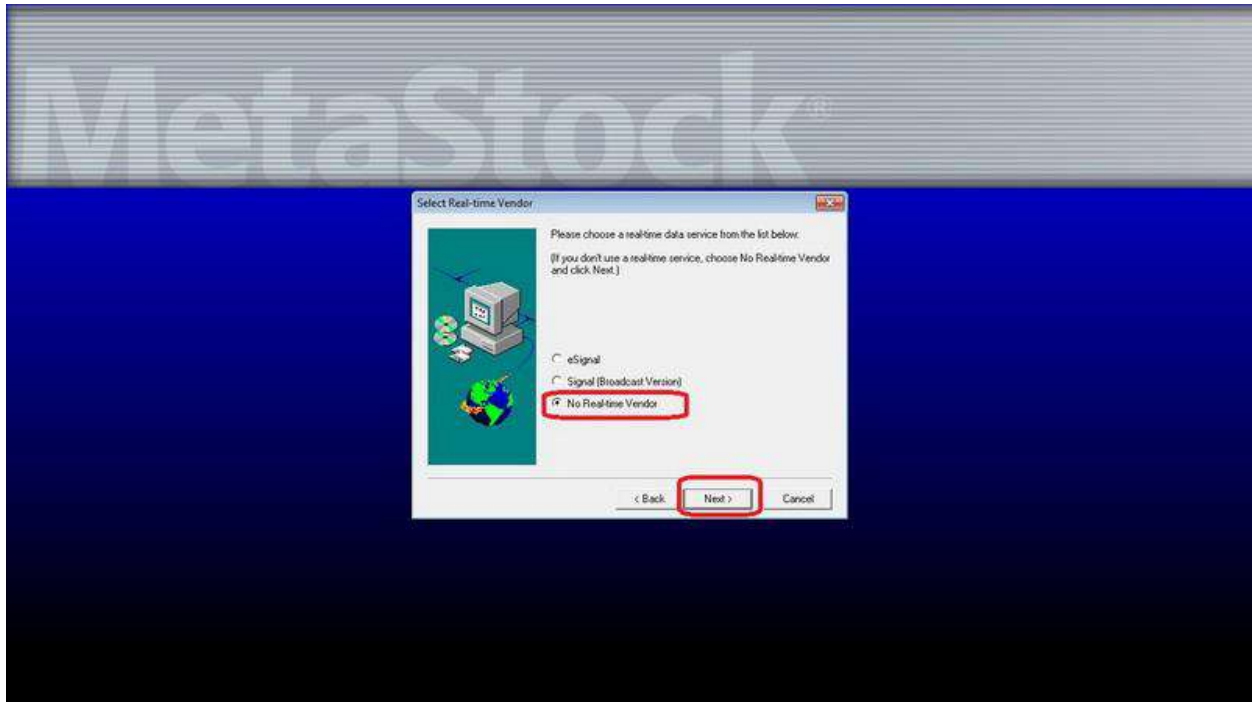 MetaStock®
Select Real-time Vendor
Please choose a real-time data service from the list below:
(If you don't use a real-time service, choose No Real-time Vendor
and click Next.)
eSignal
Signal (Broadcast Version)
No Real-time Vendor
< Back
Next >
Cancel